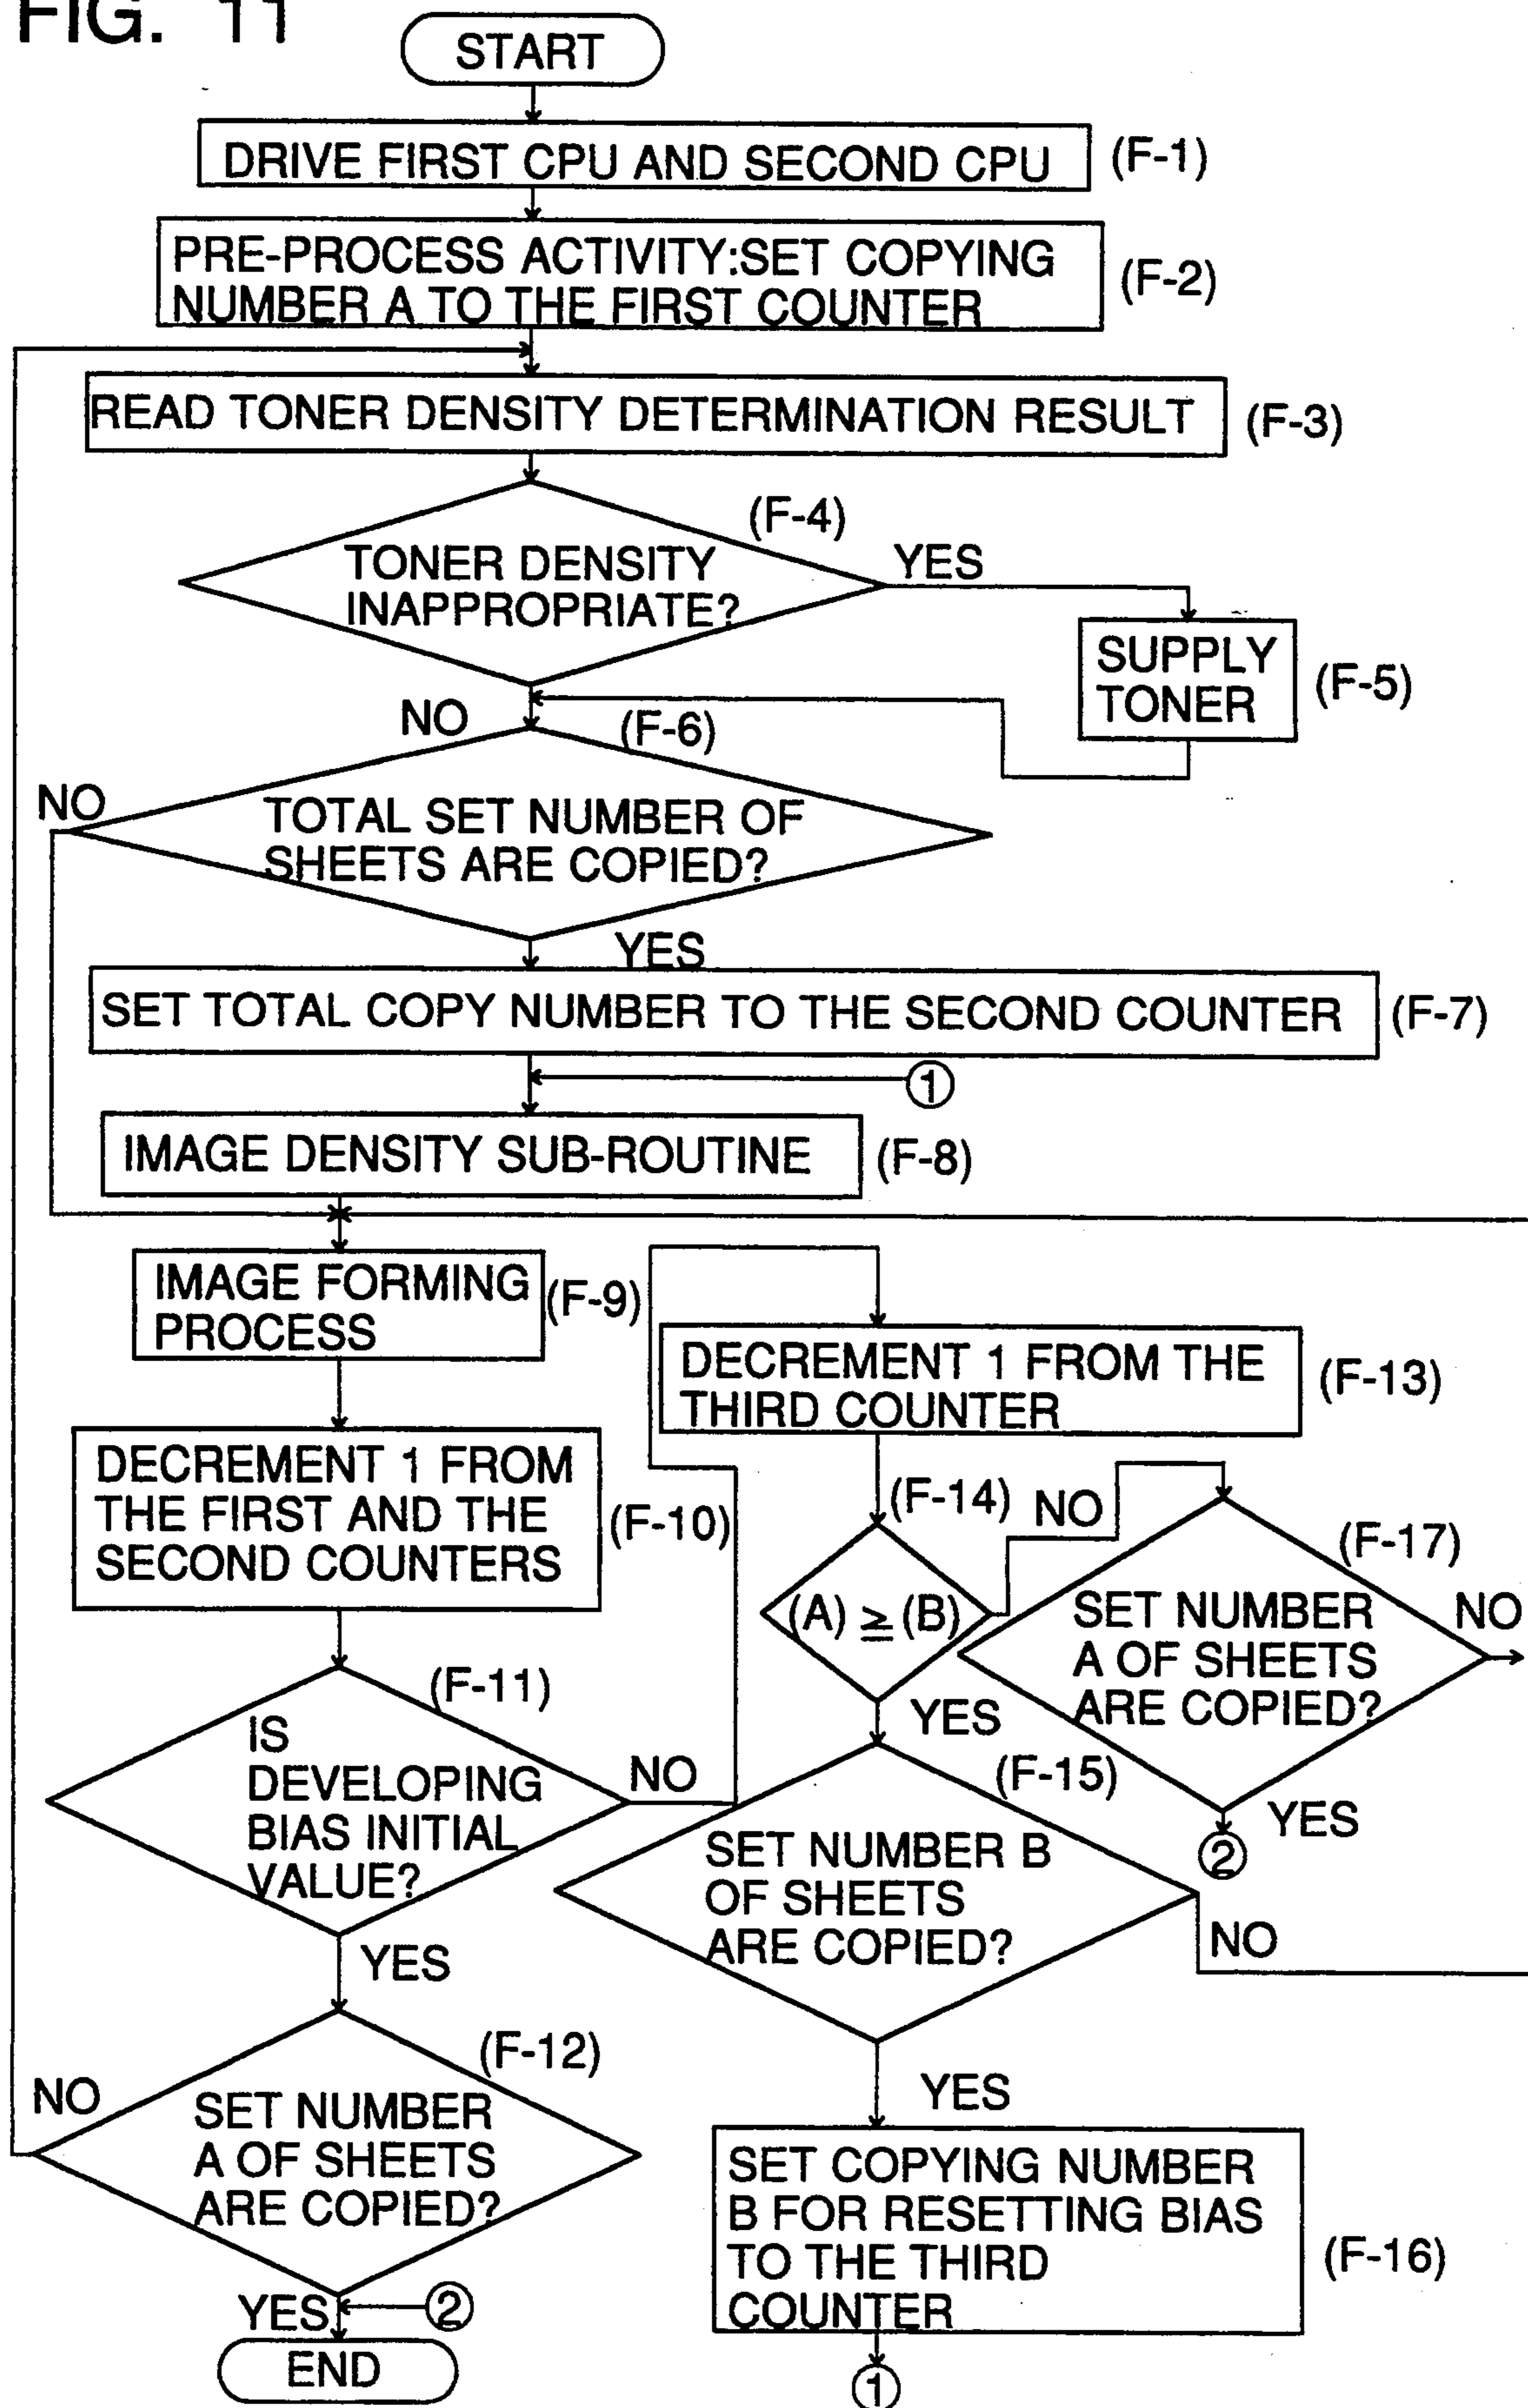 FIG. 11
START
DRIVE FIRST CPU AND SECOND CPU
(F-1)
PRE-PROCESS ACTIVITY:SET COPYING
NUMBER A TO THE FIRST COUNTER
(F-2)
READ TONER DENSITY DETERMINATION RESULT
(F-3)
(F-4)
TONER DENSITY
INAPPROPRIATE?
YES
SUPPLY
TONER
(F-5)
NO
(F-6)
NO
TOTAL SET NUMBER OF
SHEETS ARE COPIED?
YES
SET TOTAL COPY NUMBER TO THE SECOND COUNTER
(F-7)
①
IMAGE DENSITY SUB-ROUTINE
(F-8)
IMAGE FORMING
PROCESS
(F-9)
DECREMENT 1 FROM
THE FIRST AND THE
SECOND COUNTERS
(F-10)
(F-11)
IS
DEVELOPING
BIAS INITIAL
VALUE?
NO
YES
(F-12)
NO
SET NUMBER
A OF SHEETS
ARE COPIED?
YES
②
END
DECREMENT 1 FROM THE
THIRD COUNTER
(F-13)
(F-14)
NO
(A) ≧ (B)
YES
(F-17)
SET NUMBER
A OF SHEETS
ARE COPIED?
NO
YES
②
(F-15)
SET NUMBER B
OF SHEETS
ARE COPIED?
NO
YES
SET COPYING NUMBER
B FOR RESETTING BIAS
TO THE THIRD
COUNTER
(F-16)
①